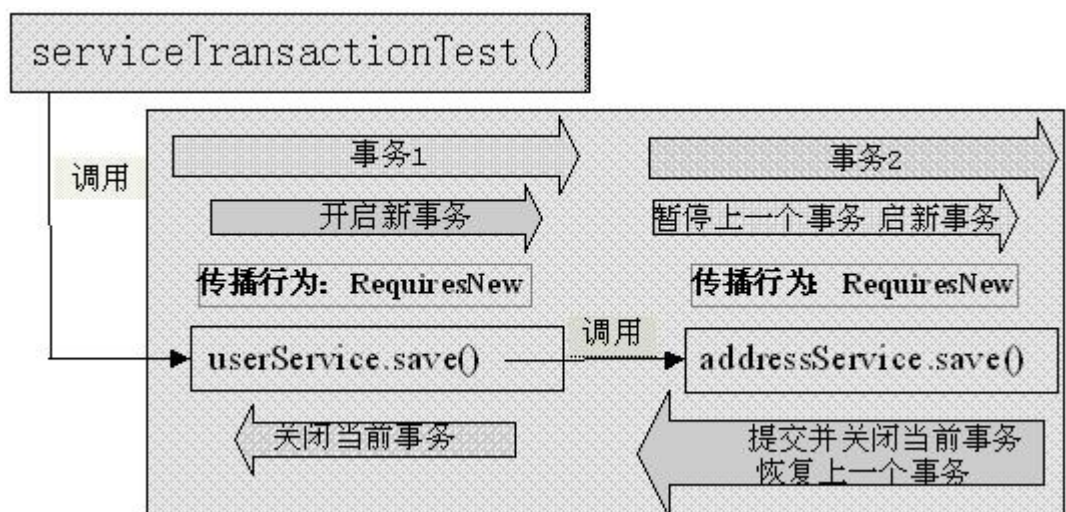 serviceTransactionTest()
调用
事务1
事务2
开启新事务
暂停上一个事务 启新事务
传播行为: RequiresNew
传播行为 RequiresNew
调用
userService.save()
addressService.save()
关闭当前事务
提交并关闭当前事务
恢复上一个事务